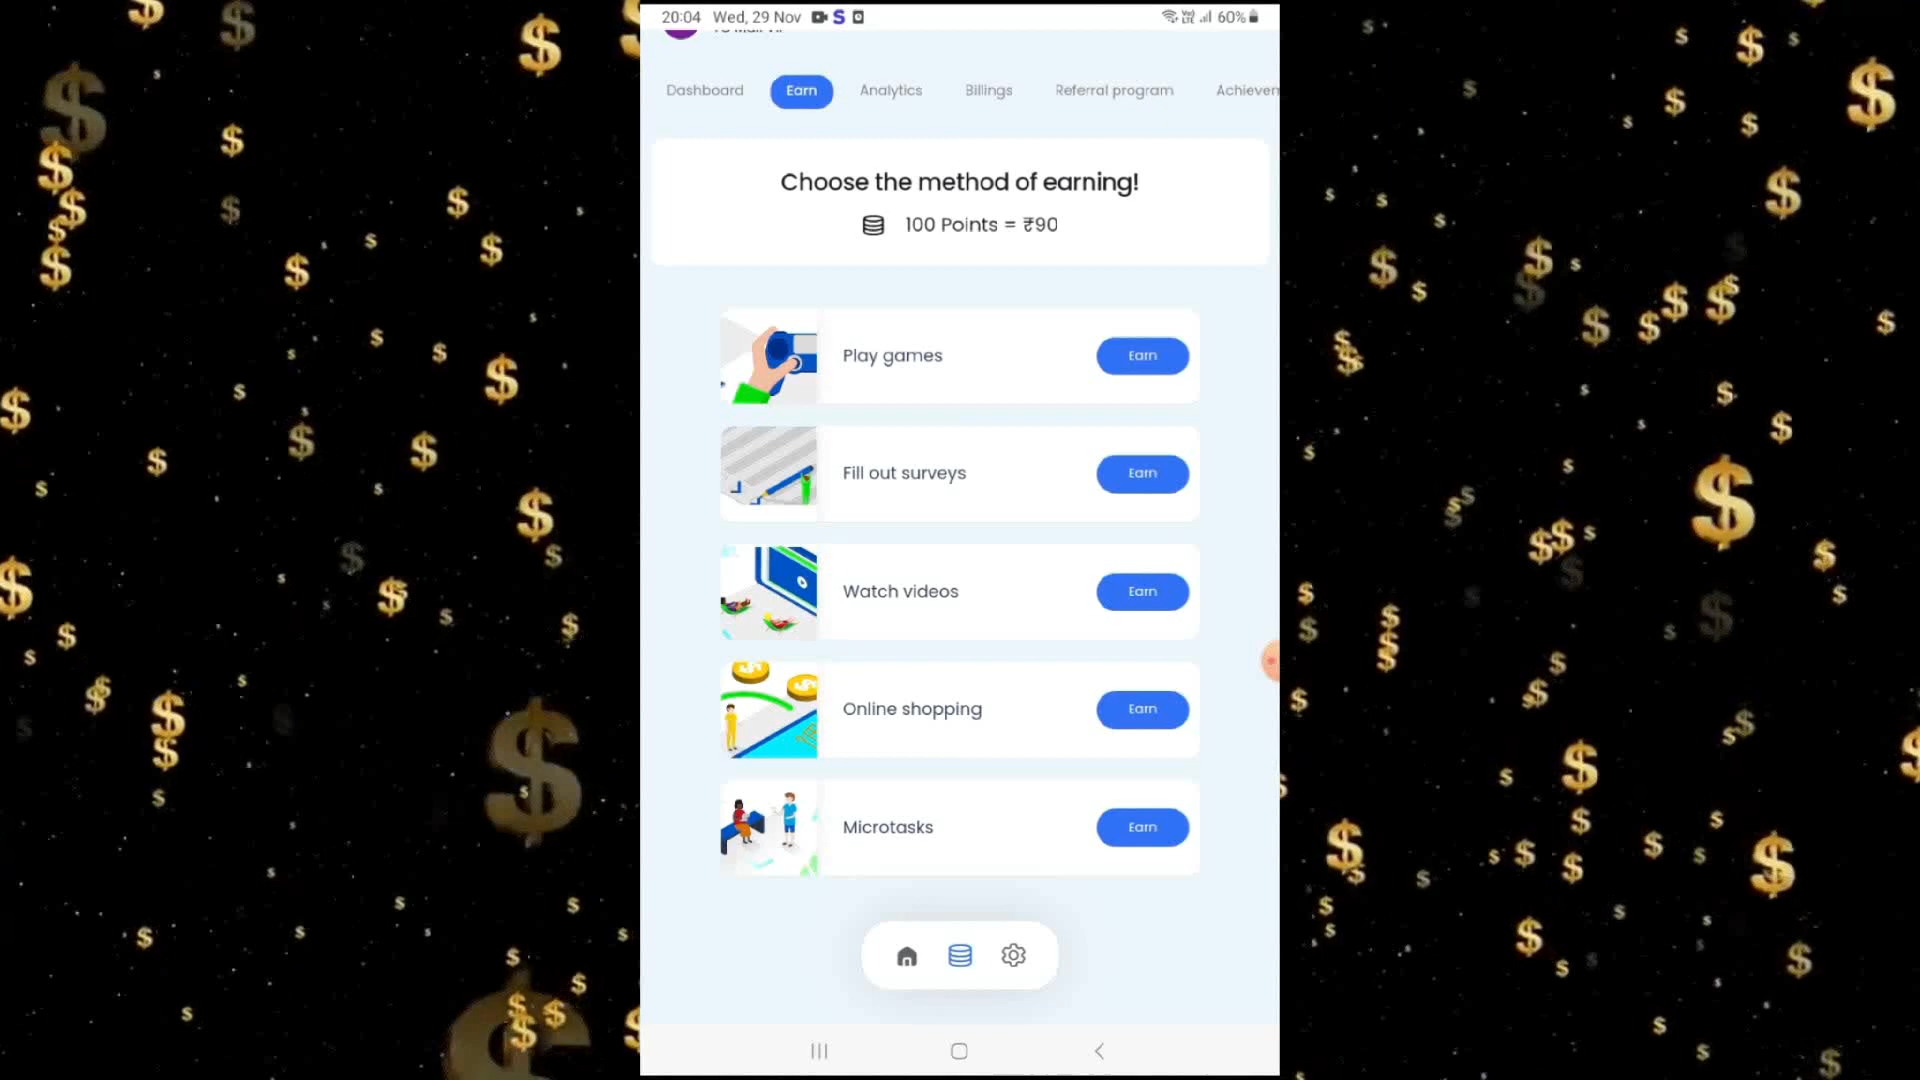 20:04 Wed, 29 Nov
60%
Dashboard Earn Analytics Billings Referral program Achievem
Choose the method of earning!
100 Points = ₹90
Play games Earn
Fill out surveys Earn
Watch videos Earn
Online shopping Earn
Microtasks Earn